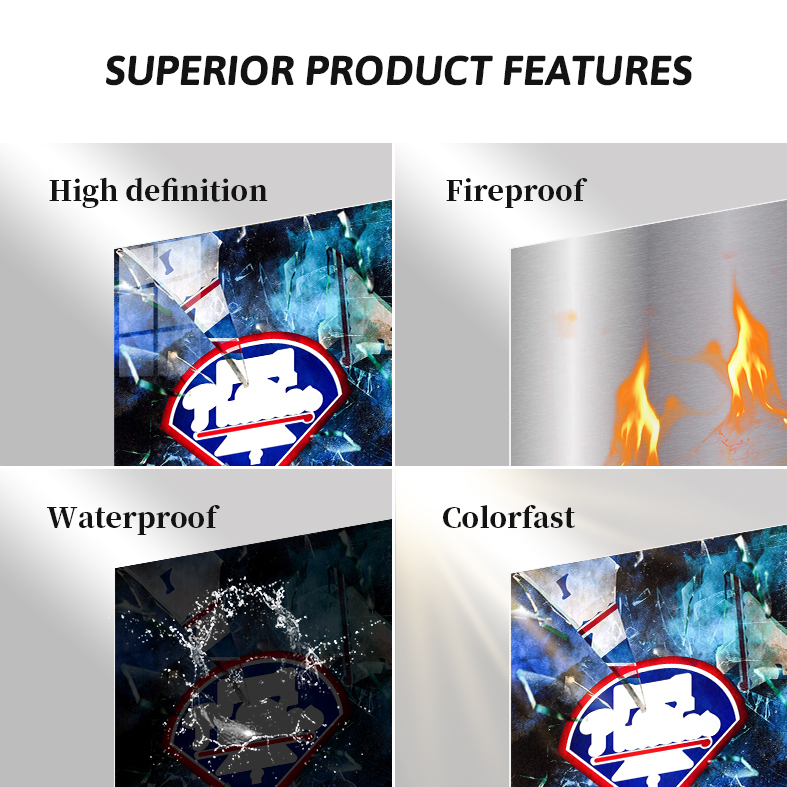 SUPERIOR PRODUCT FEATURES
High definition
Fireproof
Waterproof
Colorfast